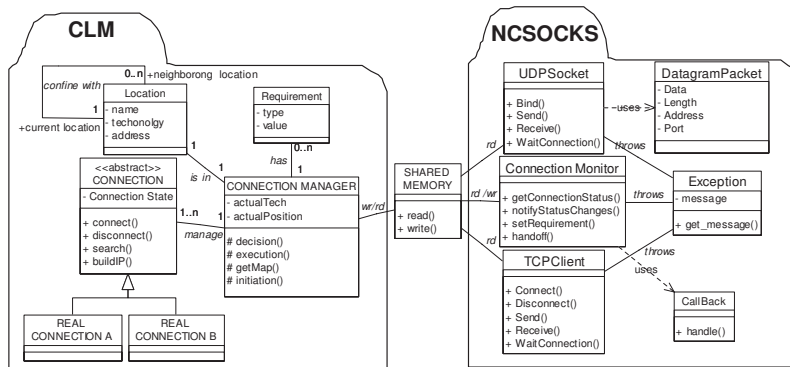 CLM
NCSOCKS
confine with
0..n
+neighborong location
1
+current location
Location
- name
- techonolgy
- address
1
is in
1
Requirement
- type
- value
0..n
has
1
<<abstract>>
CONNECTION
- Connection State
+ connect()
+ disconnect()
+ search()
+ buildIP()
1..n
manage
1
CONNECTION MANAGER
- actualTech
- actualPosition
# decision()
# execution()
# getMap()
# initiation()
REAL
CONNECTION A
REAL
CONNECTION B
wr/rd
SHARED
MEMORY
+ read()
+ write()
rd
rd /wr
rd
UDPSocket
+ Bind()
+ Send()
+ Receive()
+ WaitConnection()
uses
DatagramPacket
- Data
- Length
- Address
- Port
throws
Connection Monitor
+ getConnectionStatus()
+ notifyStatusChanges()
+ setRequirement()
+ handoff()
throws
Exception
- message
+ get_message()
throws
uses
TCPClient
+ Connect()
+ Disconnect()
+ Send()
+ Receive()
+ WaitConnection()
CallBack
+ handle()